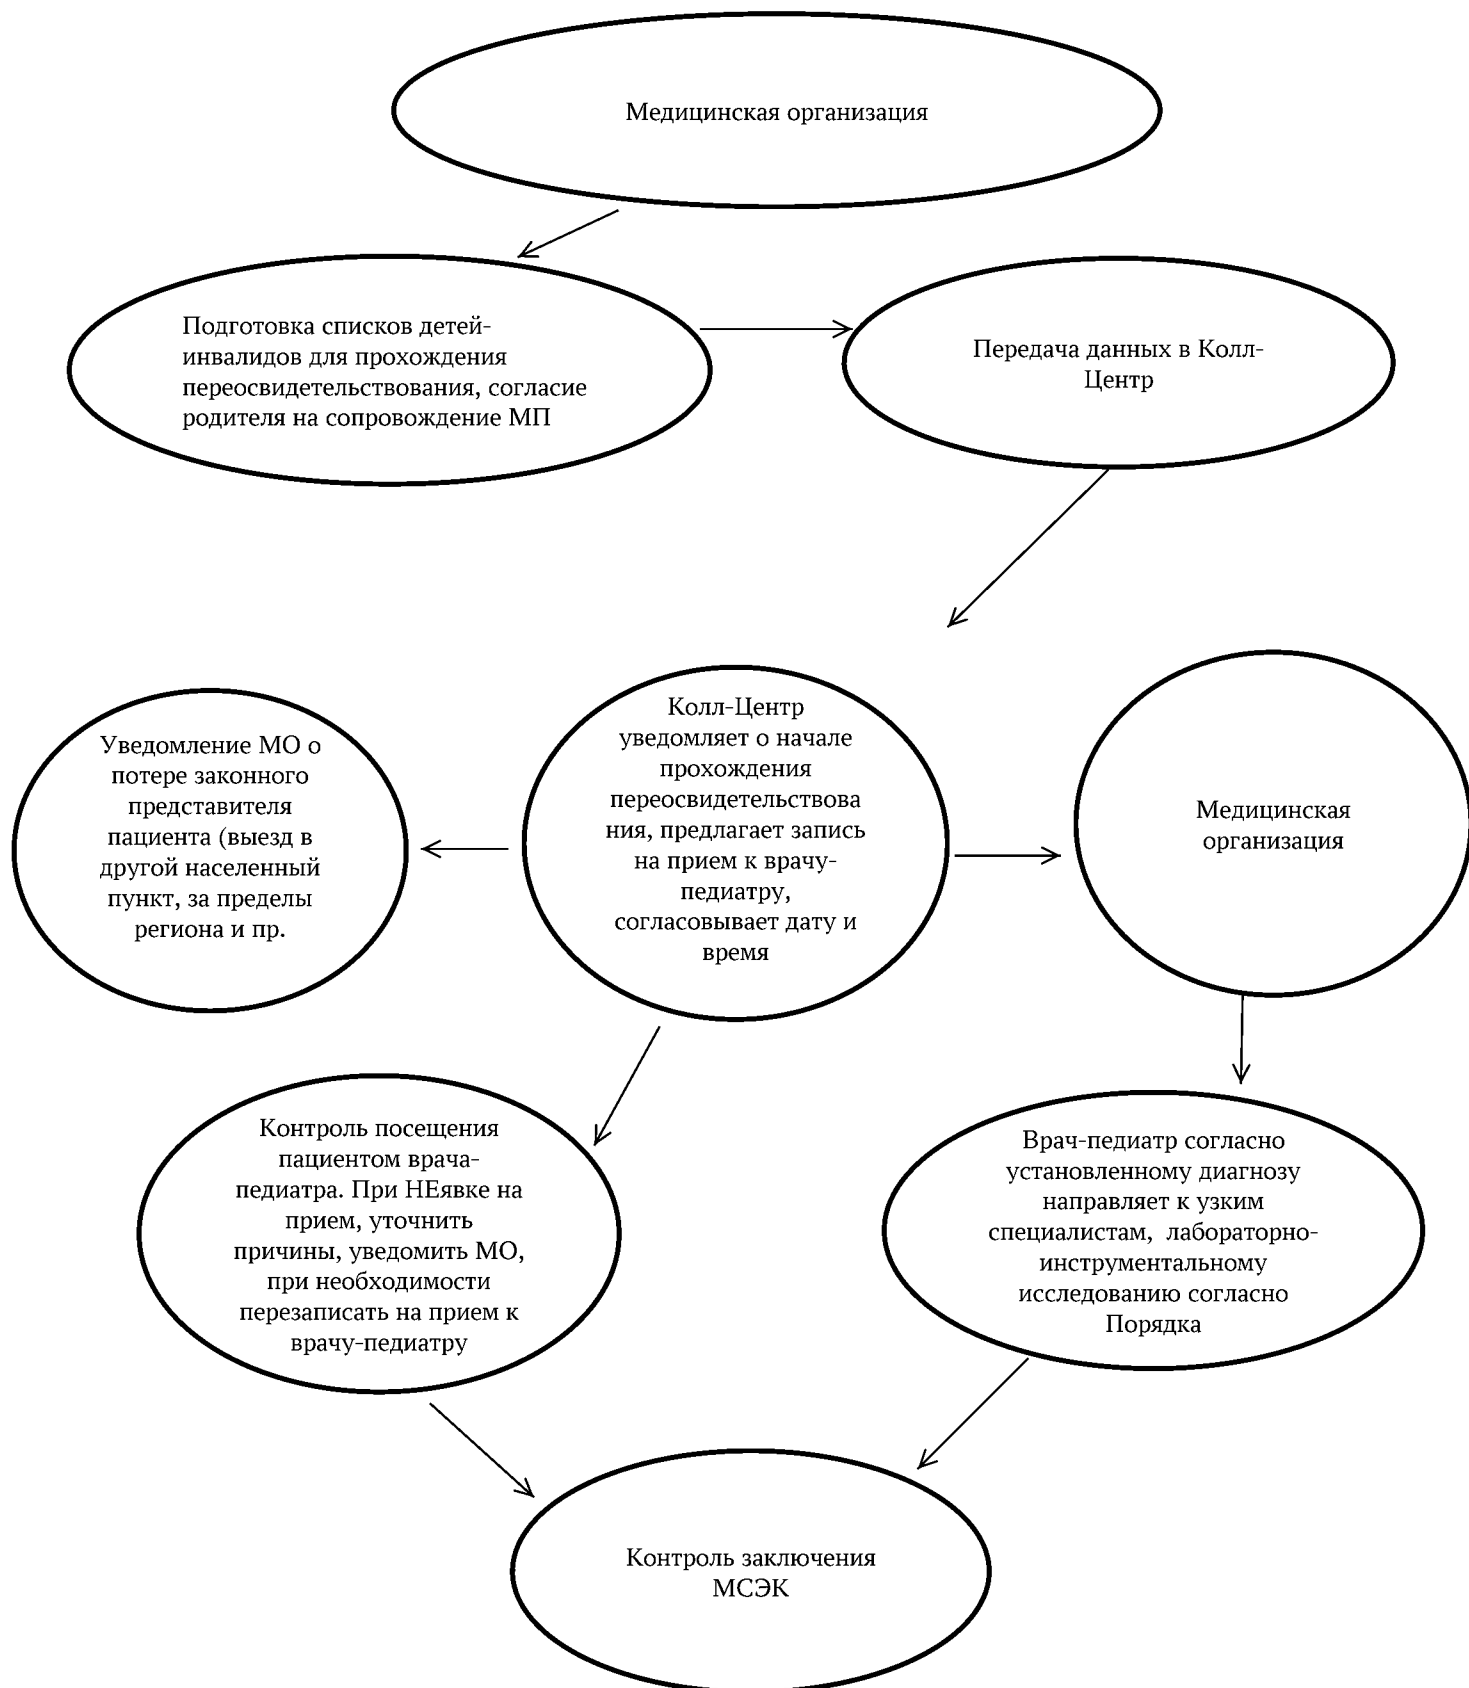 Медицинская организация
Подготовка списков детей-
инвалидов для прохождения
переосвидетельствования, согласие
родителя на сопровождение МП
Передача данных в Колл-
Центр
Уведомление МО о
потере законного
представителя
пациента (выезд в
другой населенный
пункт, за пределы
региона и пр.
Колл-Центр
уведомляет о начале
прохождения
переосвидетельствова
ния, предлагает запись
на прием к врачу-
педиатру,
согласовывает дату и
время
Медицинская
организация
Контроль посещения
пациентом врача-
педиатра. При НЕявке на
прием, уточнить
причины, уведомить МО,
при необходимости
перезаписать на прием к
врачу-педиатру
Врач-педиатр согласно
установленному диагнозу
направляет к узким
специалистам,  лабораторно-
инструментальному
исследованию согласно
Порядка
Контроль заключения
МСЭК